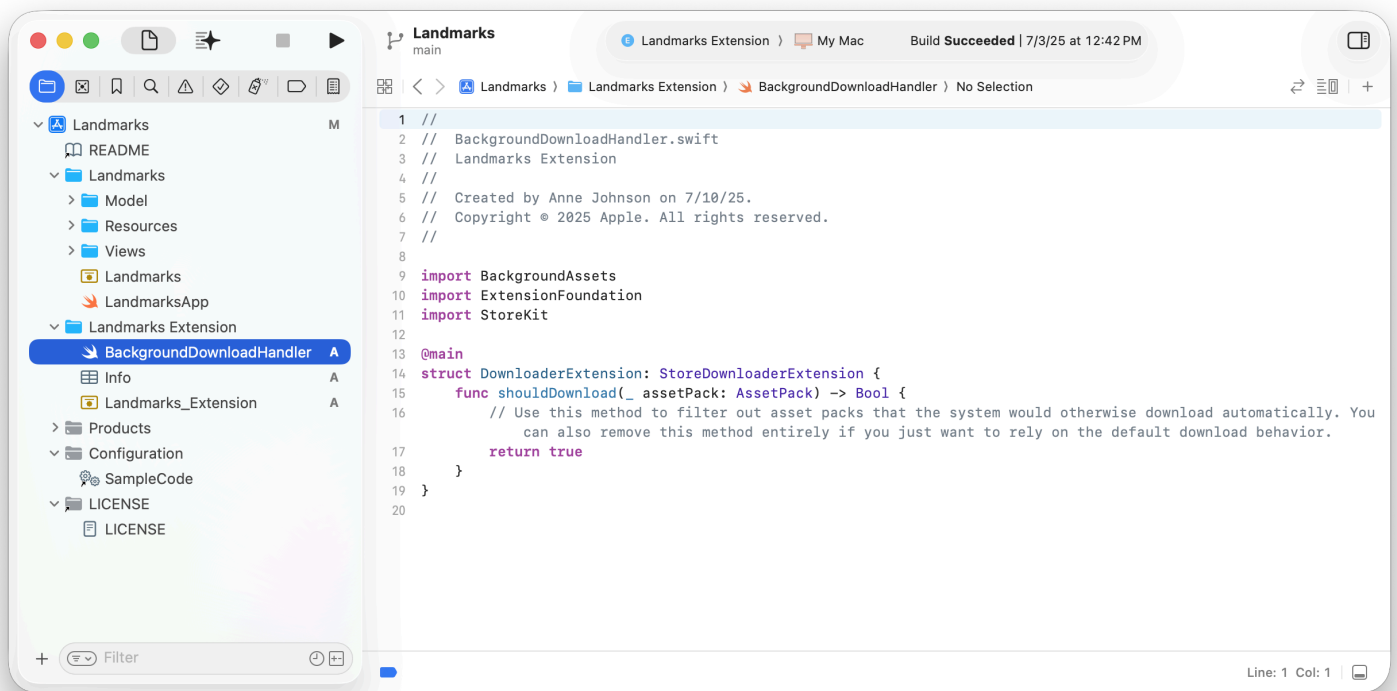 Landmarks
main
Landmarks Extension 〉 My Mac
Build Succeeded | 7/3/25 at 12:42 PM
Landmarks 〉 Landmarks Extension 〉 BackgroundDownloadHandler 〉 No Selection
Landmarks M
README
Landmarks
Model
Resources
Views
Landmarks
LandmarksApp
Landmarks Extension
BackgroundDownloadHandler A
Info A
Landmarks_Extension A
Products
Configuration
SampleCode
LICENSE
LICENSE
Filter
1 //
2 //  BackgroundDownloadHandler.swift
3 //  Landmarks Extension
4 //
5 //  Created by Anne Johnson on 7/10/25.
6 //  Copyright © 2025 Apple. All rights reserved.
7 //
8
9 import BackgroundAssets
10 import ExtensionFoundation
11 import StoreKit
12
13 @main
14 struct DownloaderExtension: StoreDownloaderExtension {
15     func shouldDownload(_ assetPack: AssetPack) -> Bool {
16         // Use this method to filter out asset packs that the system would otherwise download automatically. You
can also remove this method entirely if you just want to rely on the default download behavior.
17         return true
18     }
19 }
20
Line: 1 Col: 1